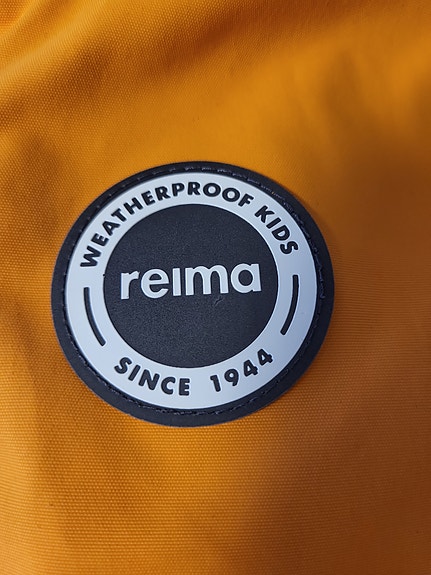 WEATHERPROOF KIDS
reima
SINCE 1944